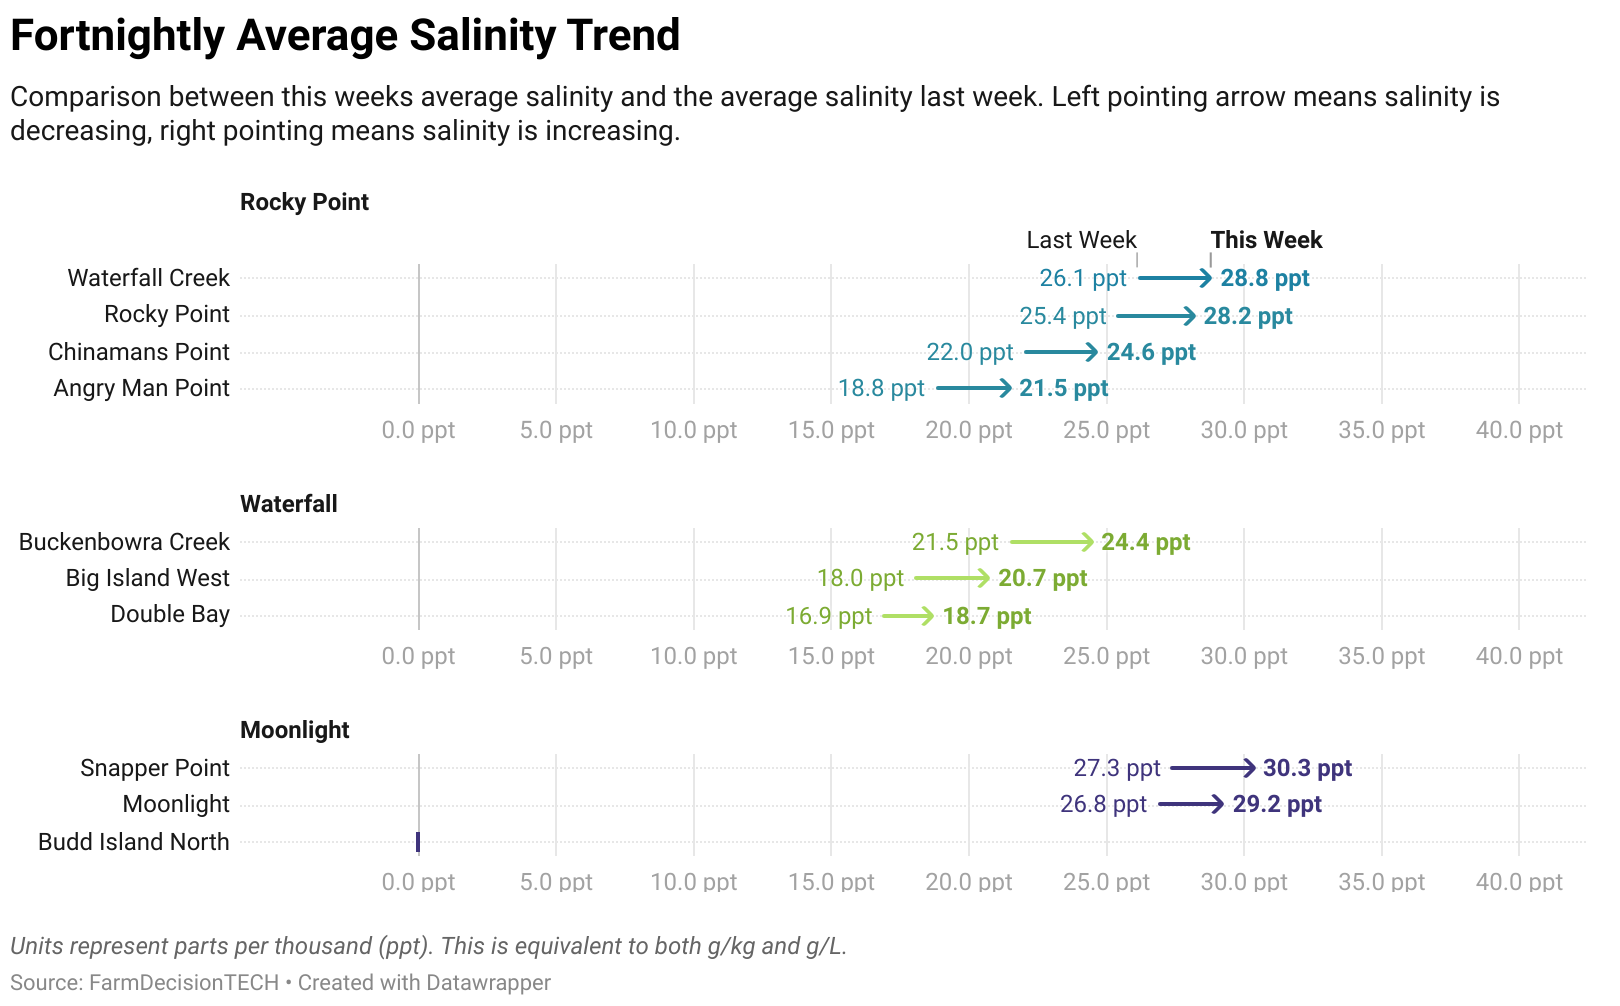 Fortnightly Average Salinity Trend
Comparison between this weeks average salinity and the average salinity last week. Left pointing arrow means salinity is
decreasing, right pointing means salinity is increasing.
Rocky Point
Last Week This Week
Waterfall Creek 26.1 ppt 28.8 ppt
Rocky Point 25.4 ppt 28.2 ppt
Chinamans Point 22.0 ppt 24.6 ppt
Angry Man Point 18.8 ppt 21.5 ppt
0.0 ppt 5.0 ppt 10.0 ppt 15.0 ppt 20.0 ppt 25.0 ppt 30.0 ppt 35.0 ppt 40.0 ppt
Waterfall
Buckenbowra Creek 21.5 ppt 24.4 ppt
Big Island West 18.0 ppt 20.7 ppt
Double Bay 16.9 ppt 18.7 ppt
0.0 ppt 5.0 ppt 10.0 ppt 15.0 ppt 20.0 ppt 25.0 ppt 30.0 ppt 35.0 ppt 40.0 ppt
Moonlight
Snapper Point 27.3 ppt 30.3 ppt
Moonlight 26.8 ppt 29.2 ppt
Budd Island North
0.0 ppt 5.0 ppt 10.0 ppt 15.0 ppt 20.0 ppt 25.0 ppt 30.0 ppt 35.0 ppt 40.0 ppt
Units represent parts per thousand (ppt). This is equivalent to both g/kg and g/L.
Source: FarmDecisionTECH • Created with Datawrapper